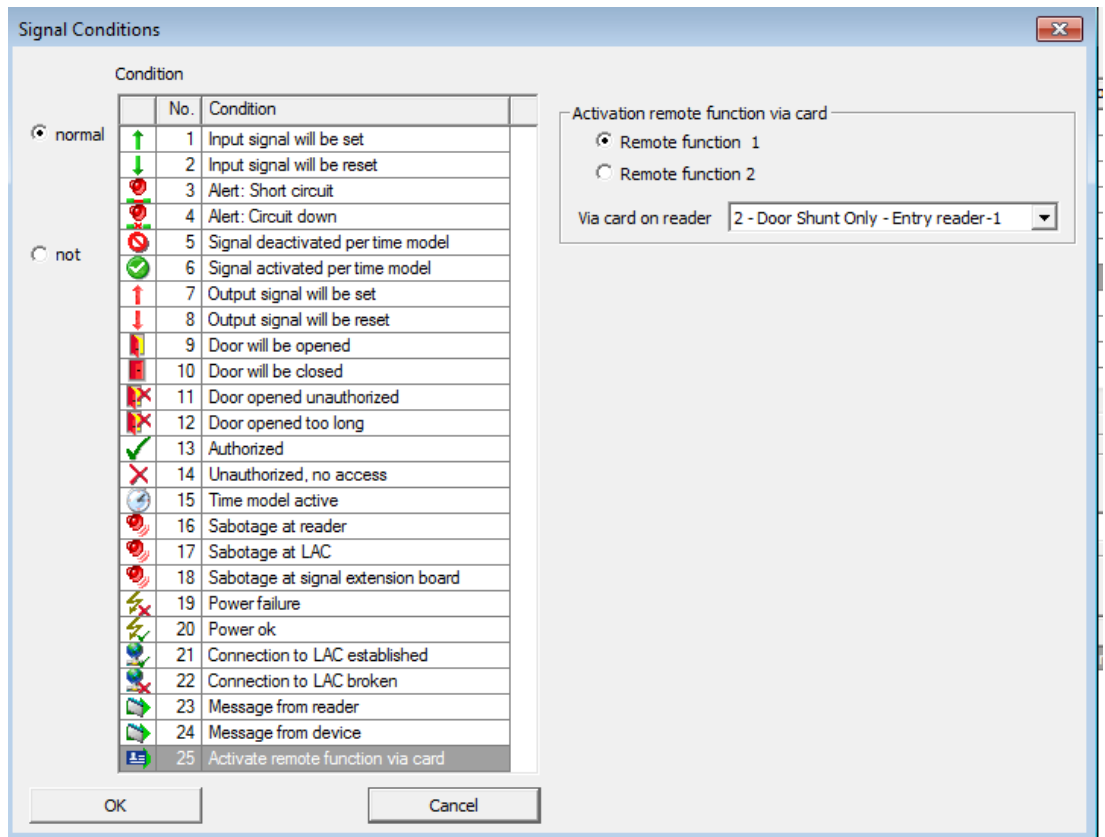 Signal Conditions
Condition
normal
not
No. Condition
1 Input signal will be set
2 Input signal will be reset
3 Alert: Short circuit
4 Alert: Circuit down
5 Signal deactivated per time model
6 Signal activated per time model
7 Output signal will be set
8 Output signal will be reset
9 Door will be opened
10 Door will be closed
11 Door opened unauthorized
12 Door opened too long
13 Authorized
14 Unauthorized, no access
15 Time model active
16 Sabotage at reader
17 Sabotage at LAC
18 Sabotage at signal extension board
19 Power failure
20 Power ok
21 Connection to LAC established
22 Connection to LAC broken
23 Message from reader
24 Message from device
25 Activate remote function via card
Activation remote function via card
Remote function 1
Remote function 2
Via card on reader 2 - Door Shunt Only - Entry reader-1
OK Cancel